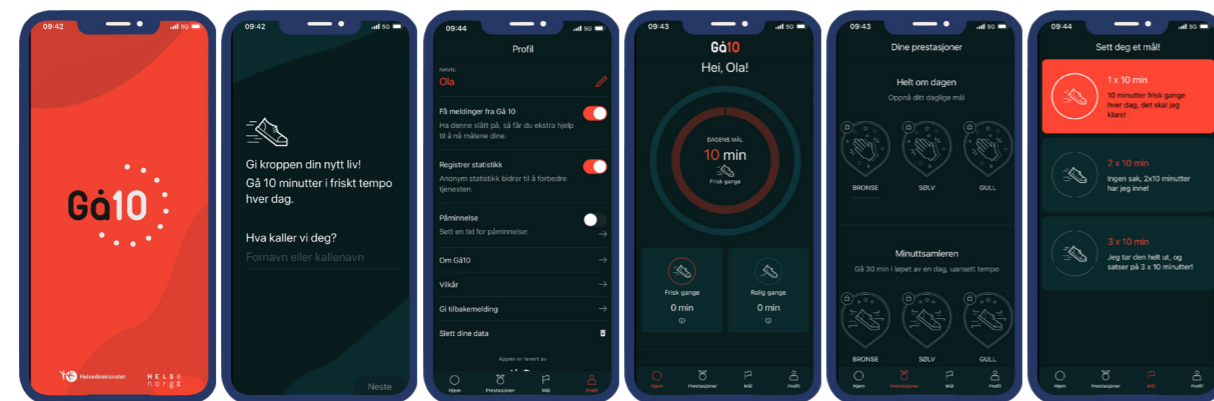 09:42
5G
Gå10
Helsedirektoratet
HELSe
norgE
09:42
5G
Gi kroppen din nytt liv!
Gå 10 minutter i friskt tempo
hver dag.
Hva kaller vi deg?
Fornavn eller kallenavn
Neste
09:44
5G
Profil
NAVN:
Ola
Få meldinger fra Gå 10
Ha denne slått på, så får du ekstra hjelp
til å nå målene dine.
Registrer statistikk
Anonym statistikk bidrar til å forbedre
tjenesten.
Påminnelse
Sett en tid for påminnelse:
Om Gå10
Vilkår
Gi tilbakemelding
Slett dine data
Appen er levert av
Hjem
Prestasjoner
Mål
Profil
09:43
5G
Gå10
Hei, Ola!
DAGENS MÅL
10 min
Frisk gange
Frisk gange
0 min
Rolig gange
0 min
Hjem
Prestasjoner
Mål
Profil
09:43
5G
Dine prestasjoner
Helt om dagen
Oppnå ditt daglige mål
BRONSE
SØLV
GULL
Minuttsamleren
Gå 30 min i løpet av en dag, uansett tempo
BRONSE
SØLV
GULL
Hjem
Prestasjoner
Mål
Profil
09:44
5G
Sett deg et mål!
1 x 10 min
10 minutter frisk gange
hver dag, det skal jeg
klare!
2 x 10 min
Ingen sak, 2x10 minutter
har jeg inne!
3 x 10 min
Jeg tar den helt ut, og
satser på 3 x 10 minutter!
Hjem
Prestasjoner
Mål
Profil